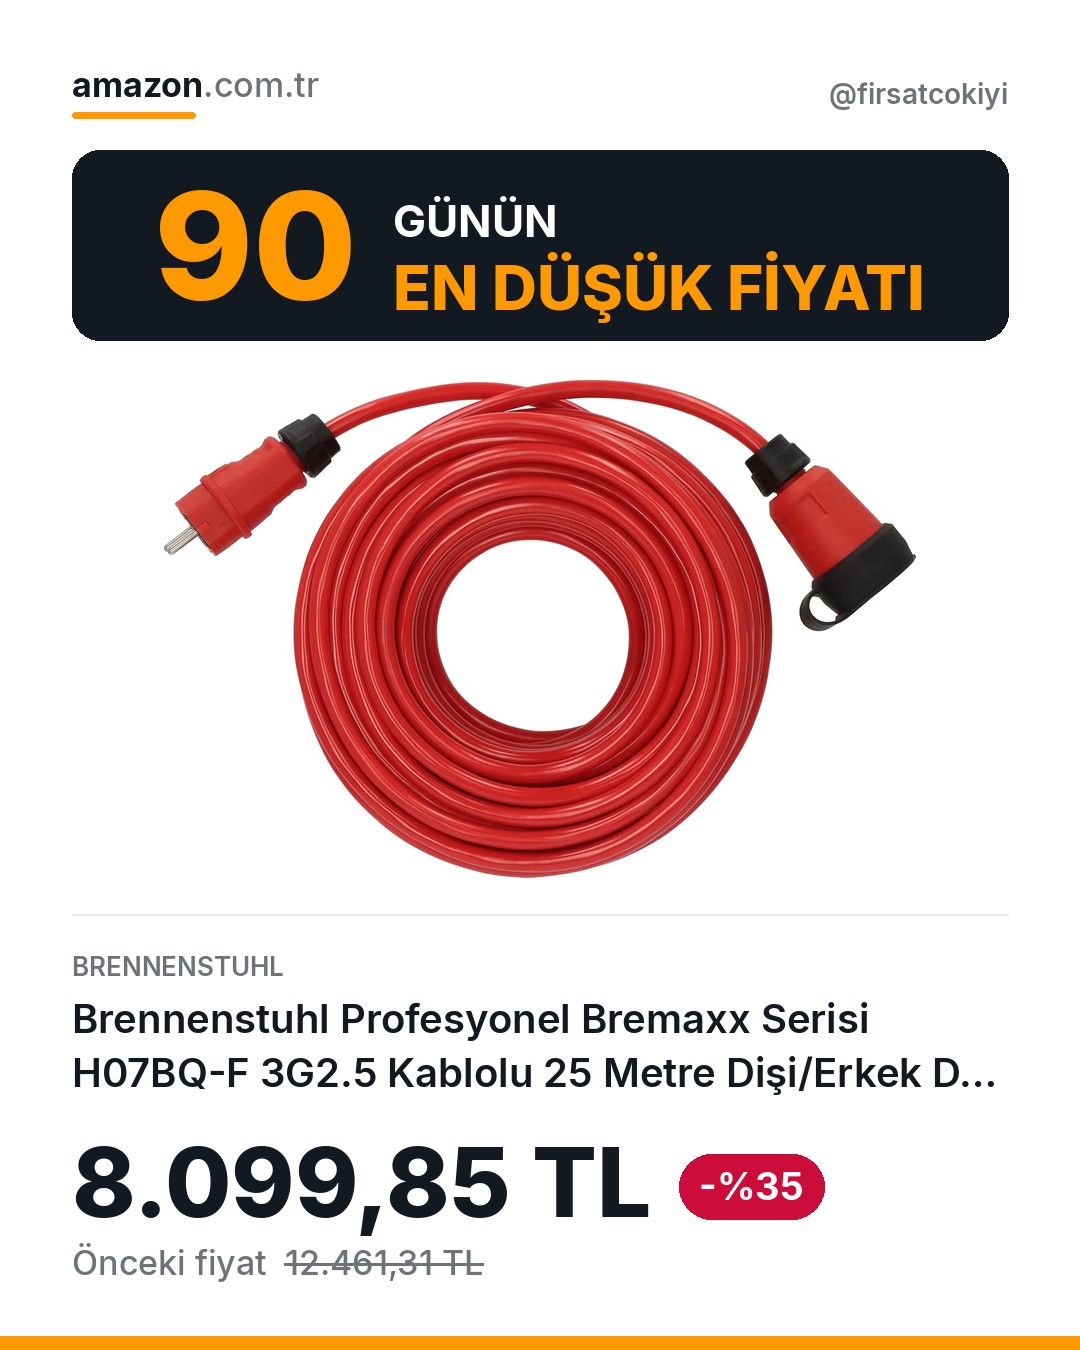 amazon.com.tr
@firsatcokiyi
90
GÜNÜN
EN DÜŞÜK FİYATI
BRENNENSTUHL
Brennenstuhl Profesyonel Bremaxx Serisi
H07BQ-F 3G2.5 Kablolu 25 Metre Dişi/Erkek D...
8.099,85 TL
-%35
Önceki fiyat 12.461,31 TL